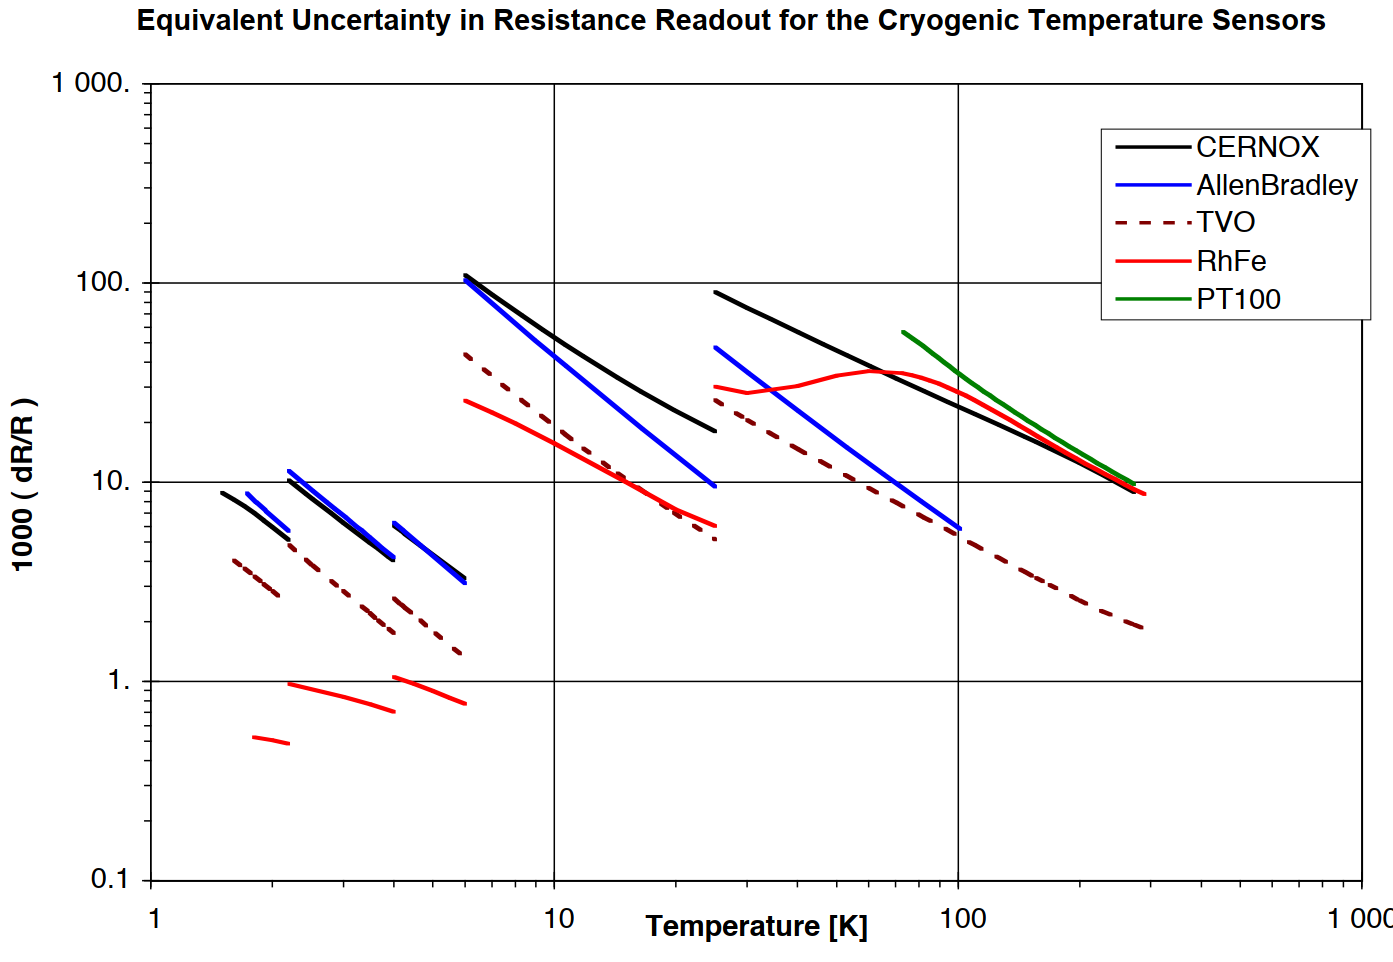 Equivalent Uncertainty in Resistance Readout for the Cryogenic Temperature Sensors
1 000.
100.
10.
1.
0.1
1000 ( dR/R )
CERNOX
AllenBradley
TVO
RhFe
PT100
1
10
100
1 000
Temperature [K]